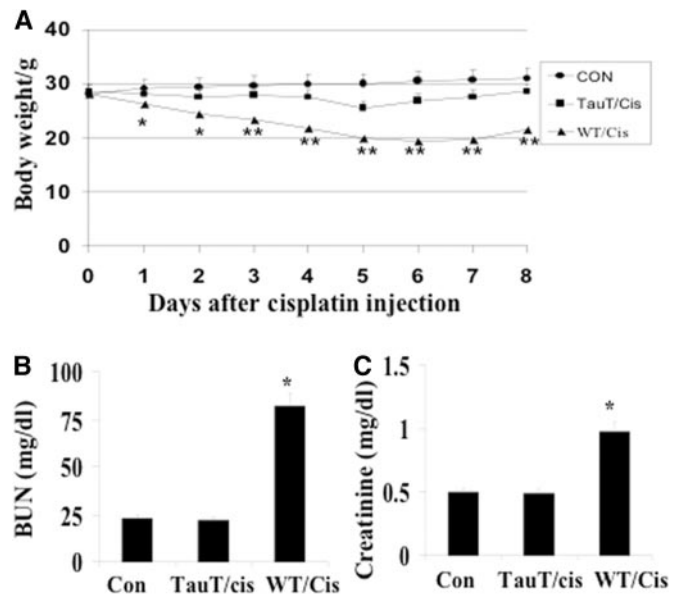 A
Body weight/g
40
30
20
10
0
* * ** ** ** ** ** **
0 1 2 3 4 5 6 7 8
Days after cisplatin injection
CON
TauT/Cis
WT/Cis
B
BUN (mg/dl)
100
75
50
25
0
*
Con TauT/cis WT/Cis
C
Creatinine (mg/dl)
1.5
1
0.5
0
*
Con TauT/cis WT/Cis